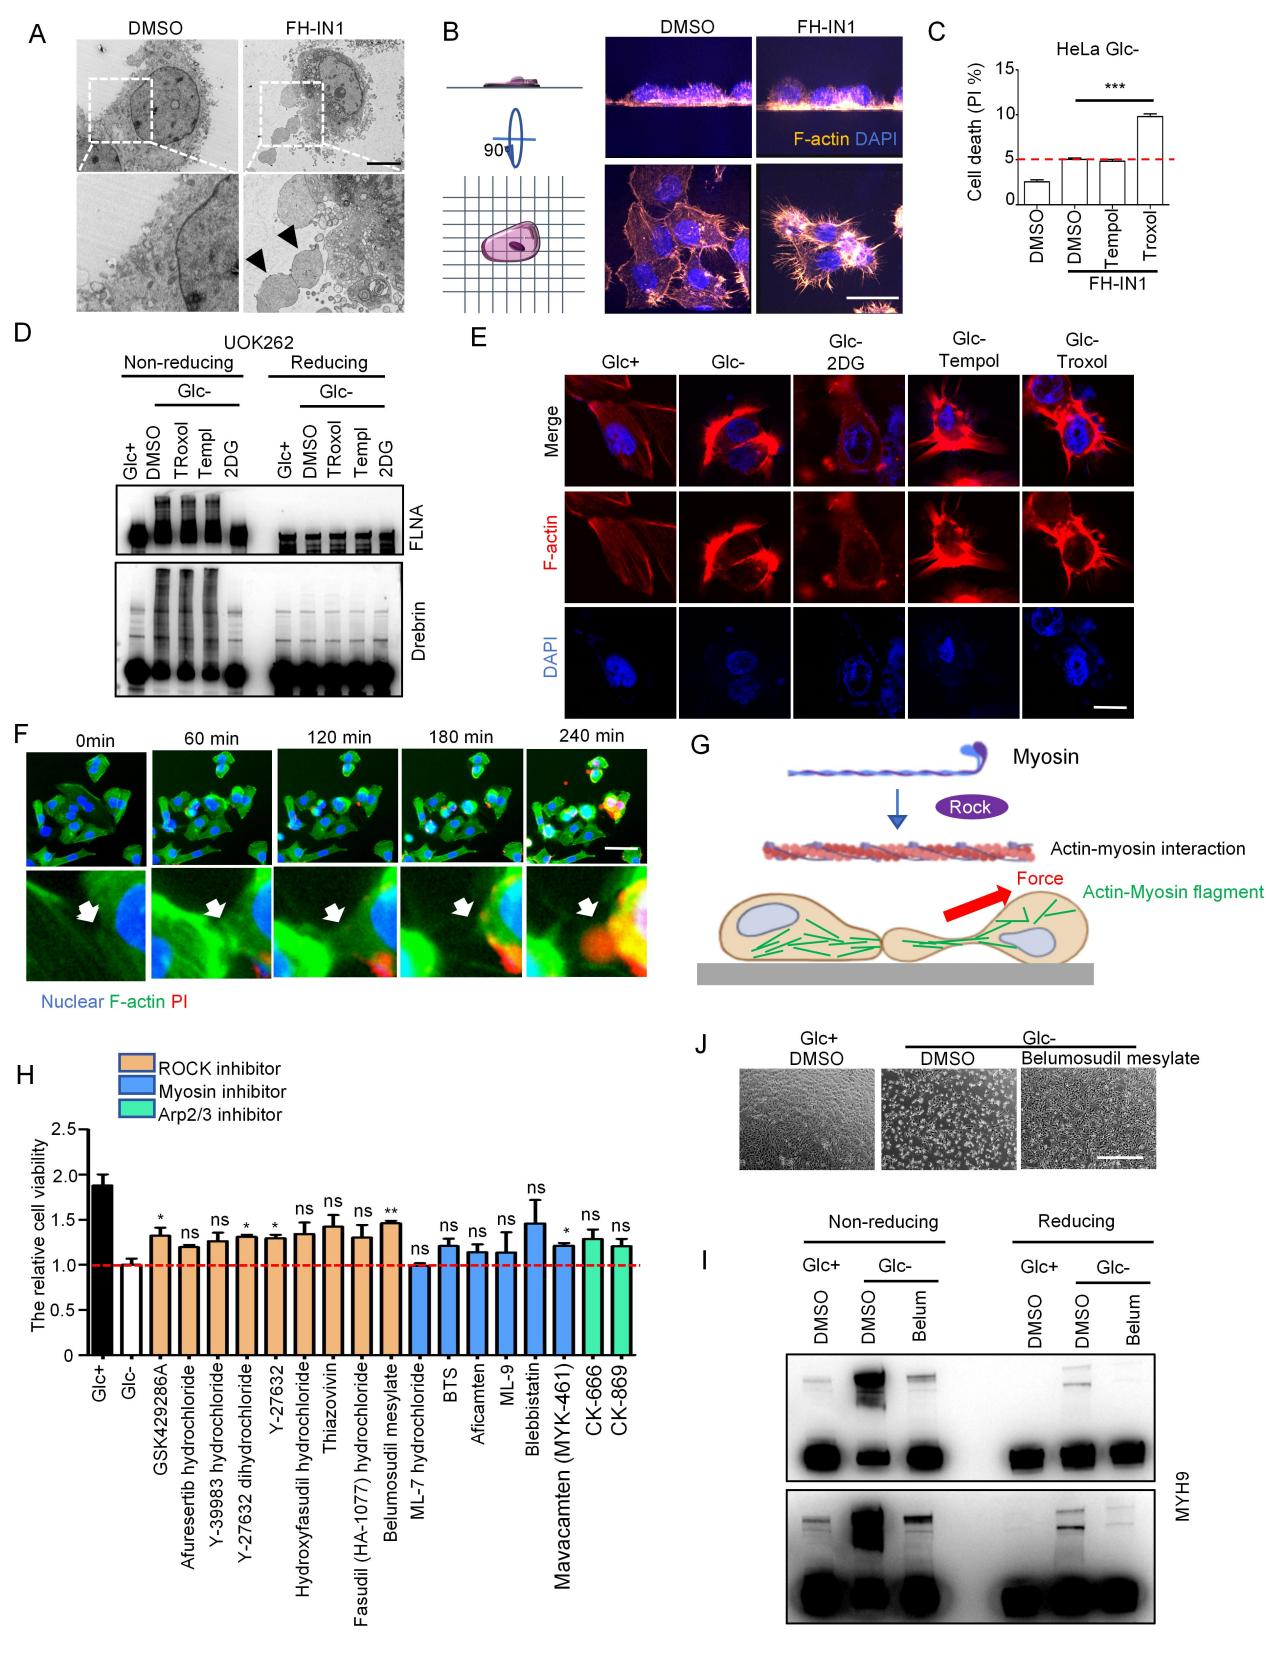 A
DMSO
FH-IN1
B
90°
DMSO
FH-IN1
F-actin DAPI
C
HeLa Glc-
Cell death (PI %)
15
10
5
0
***
DMSO
DMSO
Tempol
Troxol
FH-IN1
D
UOK262
Non-reducing
Reducing
Glc-
Glc-
Glc+
DMSO
TRoxol
Templ
2DG
Glc+
DMSO
TRoxol
Templ
2DG
FLNA
Drebrin
E
Glc+
Glc-
Glc-
2DG
Glc-
Tempol
Glc-
Troxol
Merge
F-actin
DAPI
F
0min
60 min
120 min
180 min
240 min
Nuclear F-actin PI
G
Myosin
Rock
Actin-myosin interaction
Force
Actin-Myosin flagment
H
ROCK inhibitor
Myosin inhibitor
Arp2/3 inhibitor
The relative cell viability
2.5
2.0
1.5
1.0
0.5
0
*
ns
ns
*
*
ns
ns
ns
**
ns
ns
ns
ns
ns
*
ns
ns
Glc+
Glc-
GSK429286A
Afuresertib hydrochloride
Y-39983 hydrochloride
Y-27632 dihydrochloride
Y-27632
Hydroxyfasudil hydrochloride
Thiazovivin
Fasudil (HA-1077) hydrochloride
Belumosudil mesylate
ML-7 hydrochloride
BTS
Aficamten
ML-9
Blebbistatin
Mavacamten (MYK-461)
CK-666
CK-869
J
Glc+
DMSO
Glc-
DMSO
Belumosudil mesylate
I
Non-reducing
Reducing
Glc+
Glc-
Glc+
Glc-
DMSO
DMSO
Belum
DMSO
DMSO
Belum
MYH9